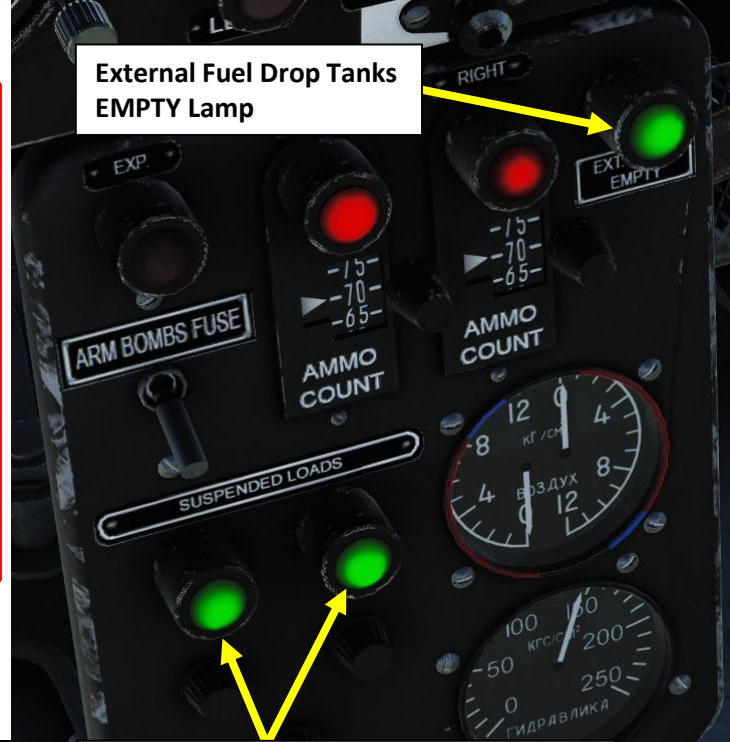 External Fuel Drop Tanks
EMPTY Lamp
RIGHT
EXP.
EMPTY
-75-
-70-
-65-
-75-
-70-
-65-
ARM BOMBS FUSE
AMMO
COUNT
AMMO
COUNT
SUSPENDED LOADS
12 0 4
8 КГ/СМ
4 ВОЗДУХ 8
0 12
100 150
КГС/СМ²
50 200
0 250
ГИДРАВЛИКА